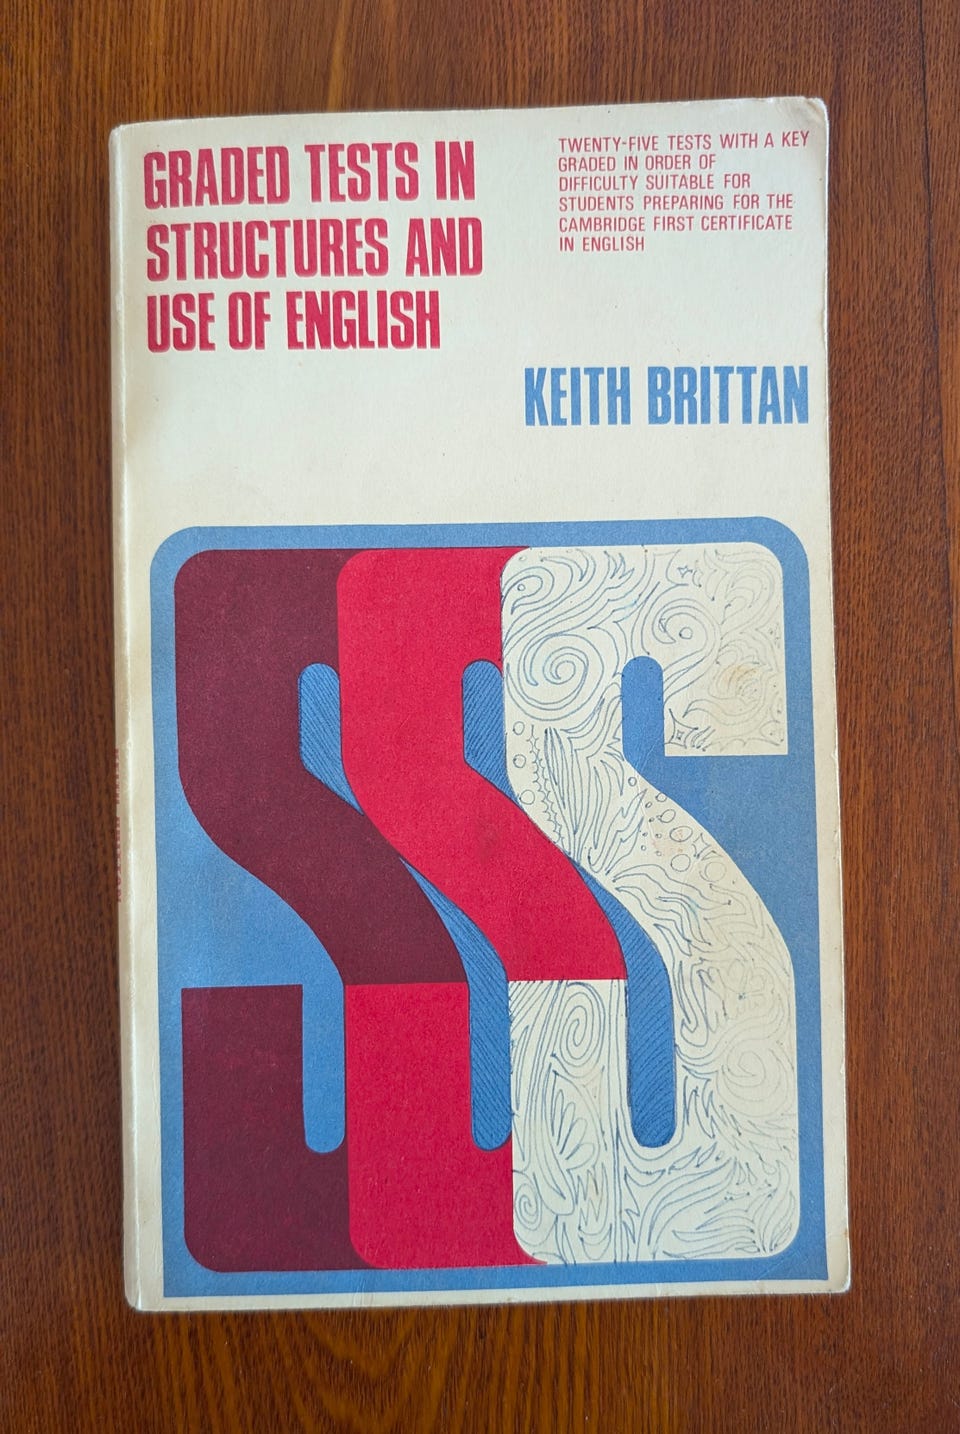 GRADED TESTS IN
STRUCTURES AND
USE OF ENGLISH
TWENTY-FIVE TESTS WITH A KEY
GRADED IN ORDER OF
DIFFICULTY SUITABLE FOR
STUDENTS PREPARING FOR THE
CAMBRIDGE FIRST CERTIFICATE
IN ENGLISH
KEITH BRITTAN